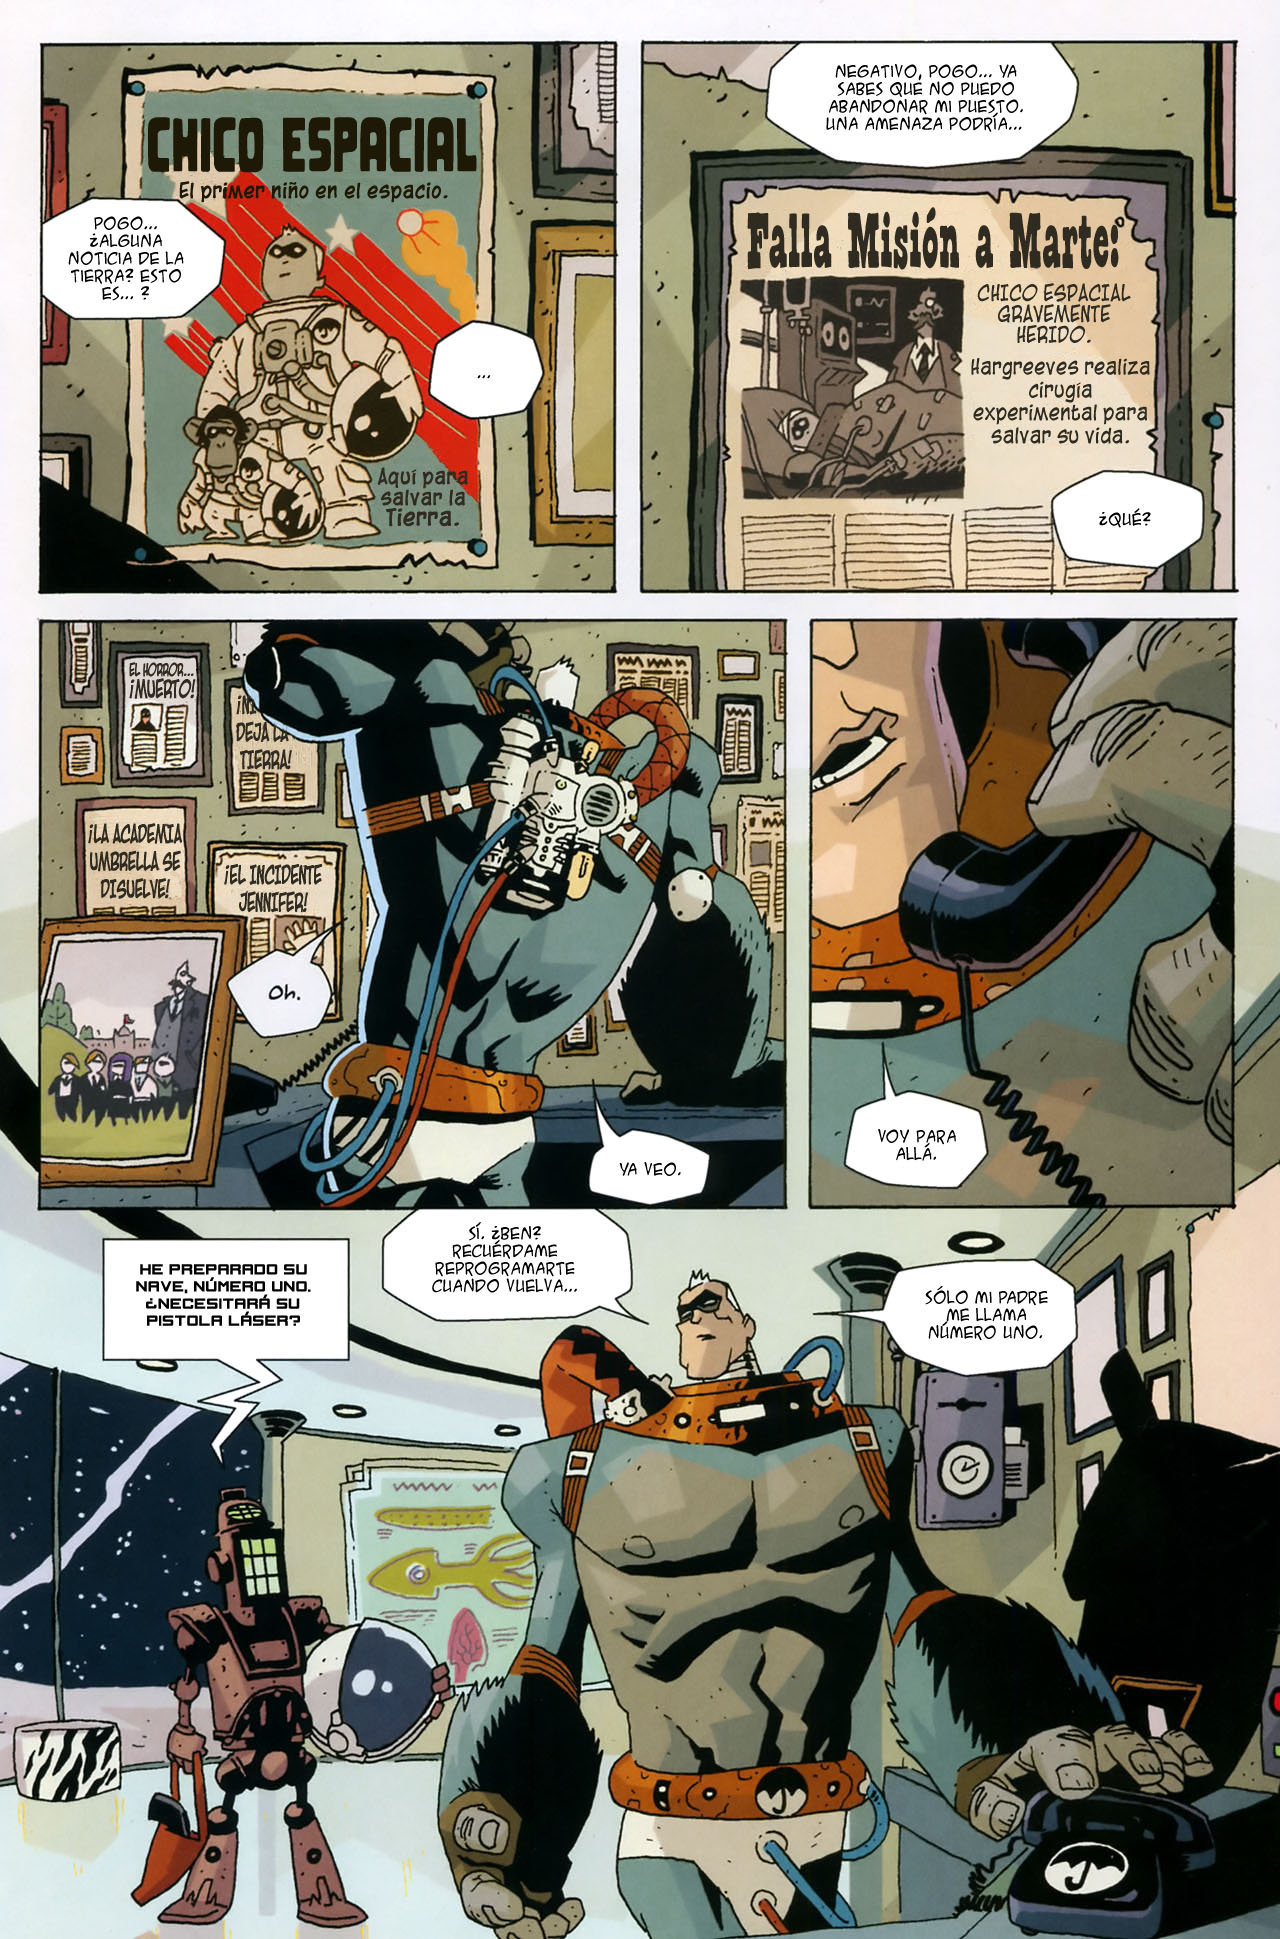 CHICO ESPACIAL
El primer niño en el espacio.
POGO...
¿ALGUNA
NOTICIA DE LA
TIERRA? ESTO
ES... ?
...
Aquí para
salvar la
Tierra.
NEGATIVO, POGO... YA
SABES QUE NO PUEDO
ABANDONAR MI PUESTO.
UNA AMENAZA PODRÍA...
Falla Misión a Marte:
CHICO ESPACIAL
GRAVEMENTE
HERIDO.
Hargreeves realiza
cirugía
experimental para
salvar su vida.
¿QUÉ?
EL HORROR...
¡MUERTO!
DEJA LA
TIERRA!
¡LA ACADEMIA
UMBRELLA SE
DISUELVE!
¡EL INCIDENTE
JENNIFER!
Oh.
YA VEO.
VOY PARA
ALLÁ.
HE PREPARADO SU
NAVE, NÚMERO UNO.
¿NECESITARÁ SU
PISTOLA LÁSER?
SÍ. ¿BEN?
RECUÉRDAME
REPROGRAMARTE
CUANDO VUELVA...
SÓLO MI PADRE
ME LLAMA
NÚMERO UNO.